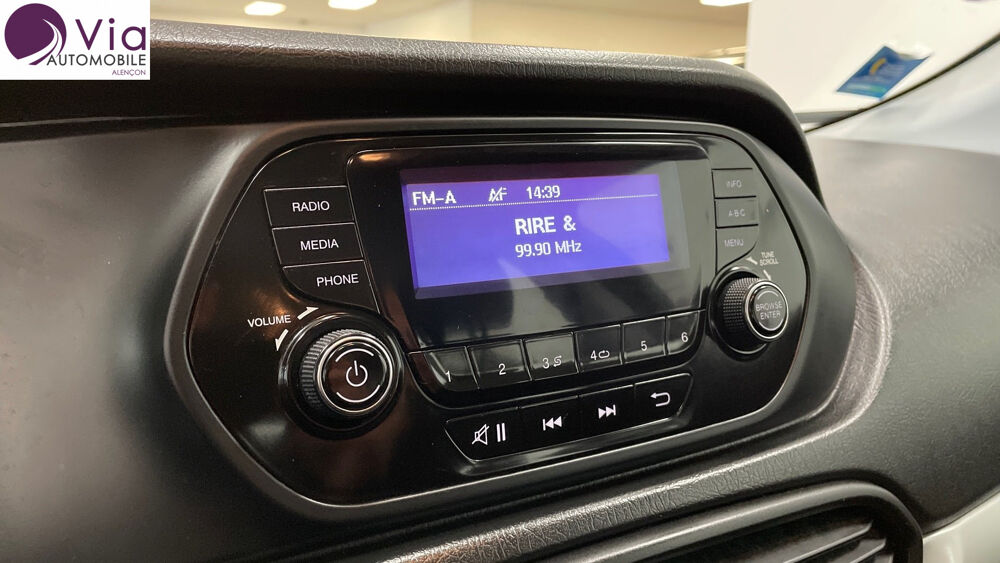 Via
AUTOMOBILE
ALENÇON
FM-A AF 14:39
RIRE &
99.90 MHz
RADIO
MEDIA
PHONE
VOLUME
INFO
A-B-C
MENU
TUNE
SCROLL
BROWSE
ENTER
1 2 3 4 5 6